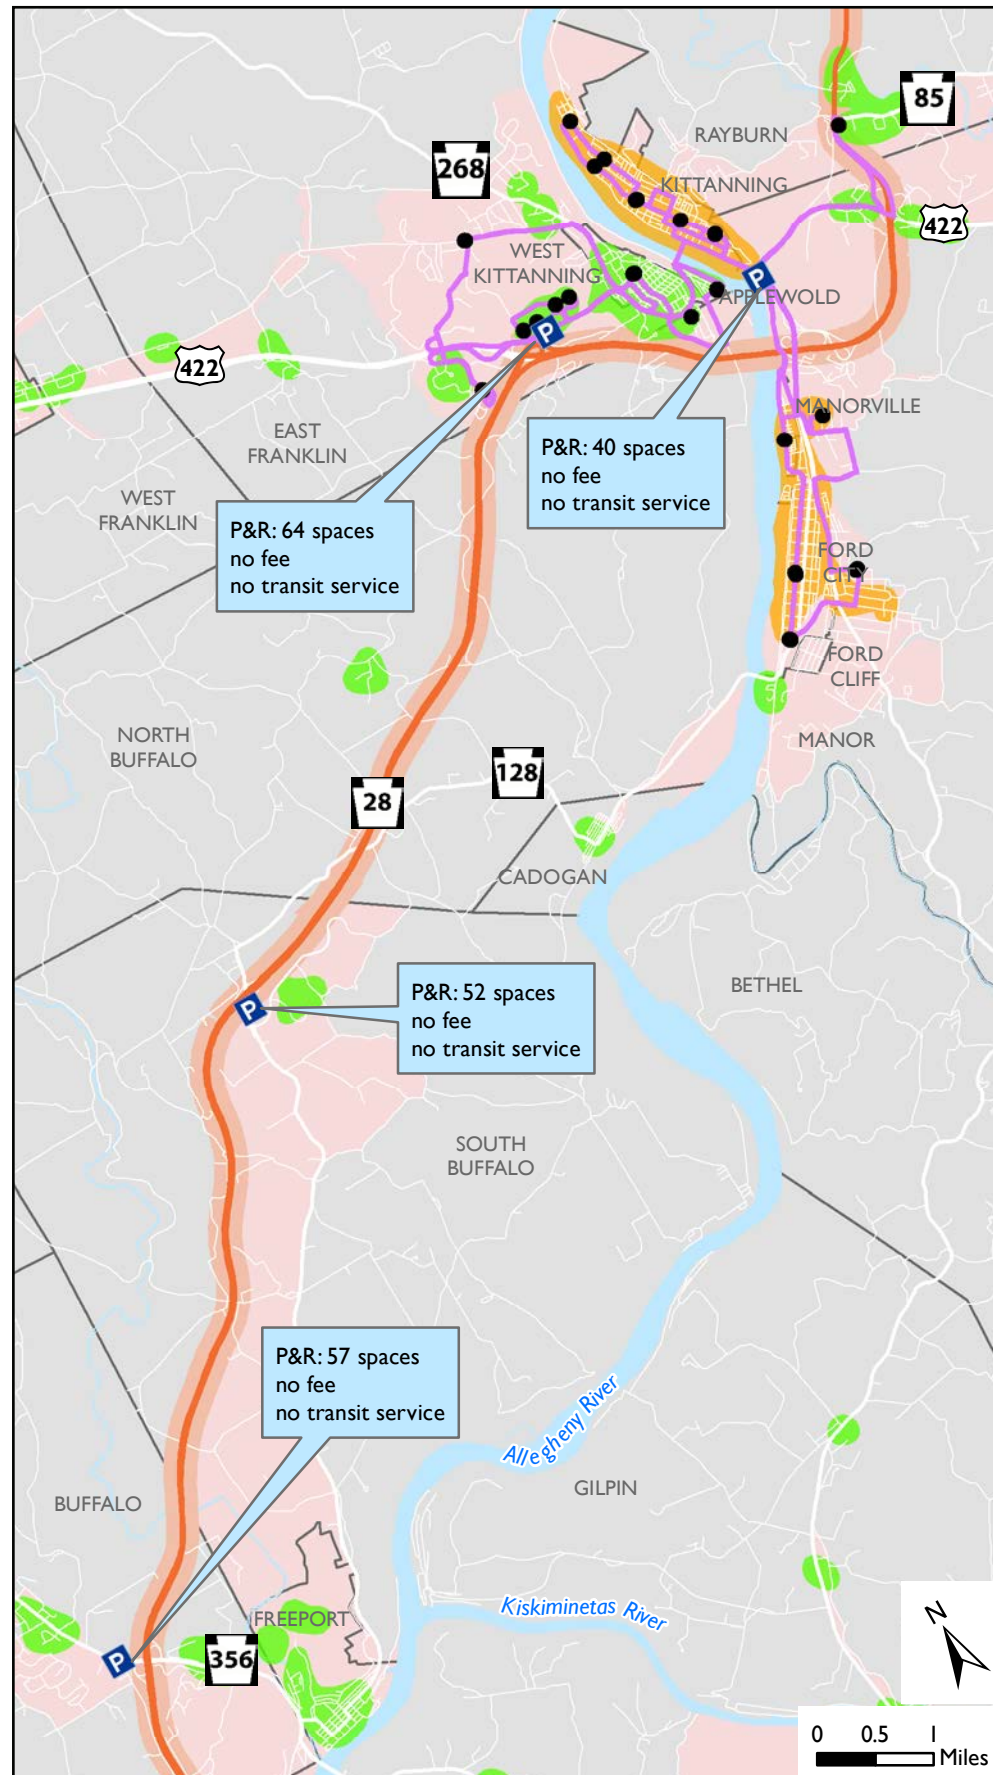 85
RAYBURN
268
KITTANNING
422
WEST
KITTANNING
P
APPLEWOLD
P
422
MANORVILLE
EAST
FRANKLIN
P&R: 40 spaces
no fee
no transit service
WEST
FRANKLIN
P&R: 64 spaces
no fee
no transit service
FORD
CITY
FORD
CLIFF
NORTH
BUFFALO
MANOR
128
28
CADOGAN
BETHEL
P&R: 52 spaces
no fee
no transit service
P
SOUTH
BUFFALO
P&R: 57 spaces
no fee
no transit service
Allegheny River
GILPIN
BUFFALO
Kiskiminetas River
FREEPORT
N
356
P
0 0.5 1
Miles